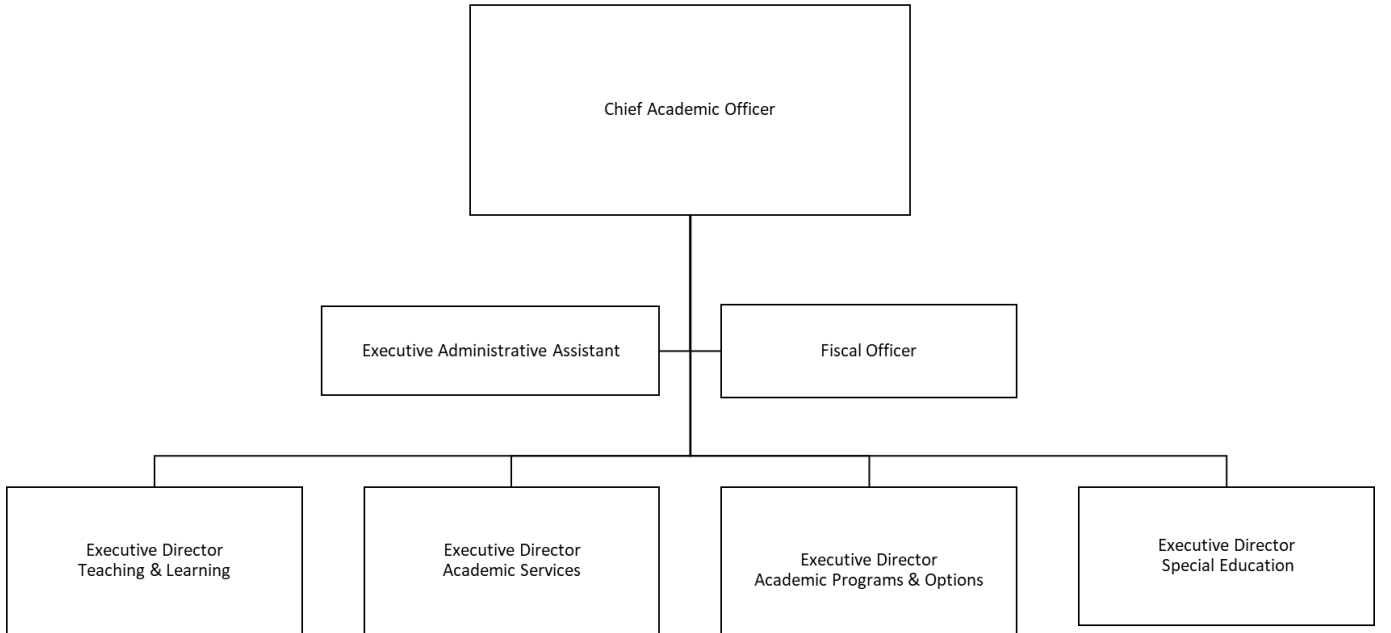 Chief Academic Officer
Executive Administrative Assistant
Fiscal Officer
Executive Director
Teaching & Learning
Executive Director
Academic Services
Executive Director
Academic Programs & Options
Executive Director
Special Education